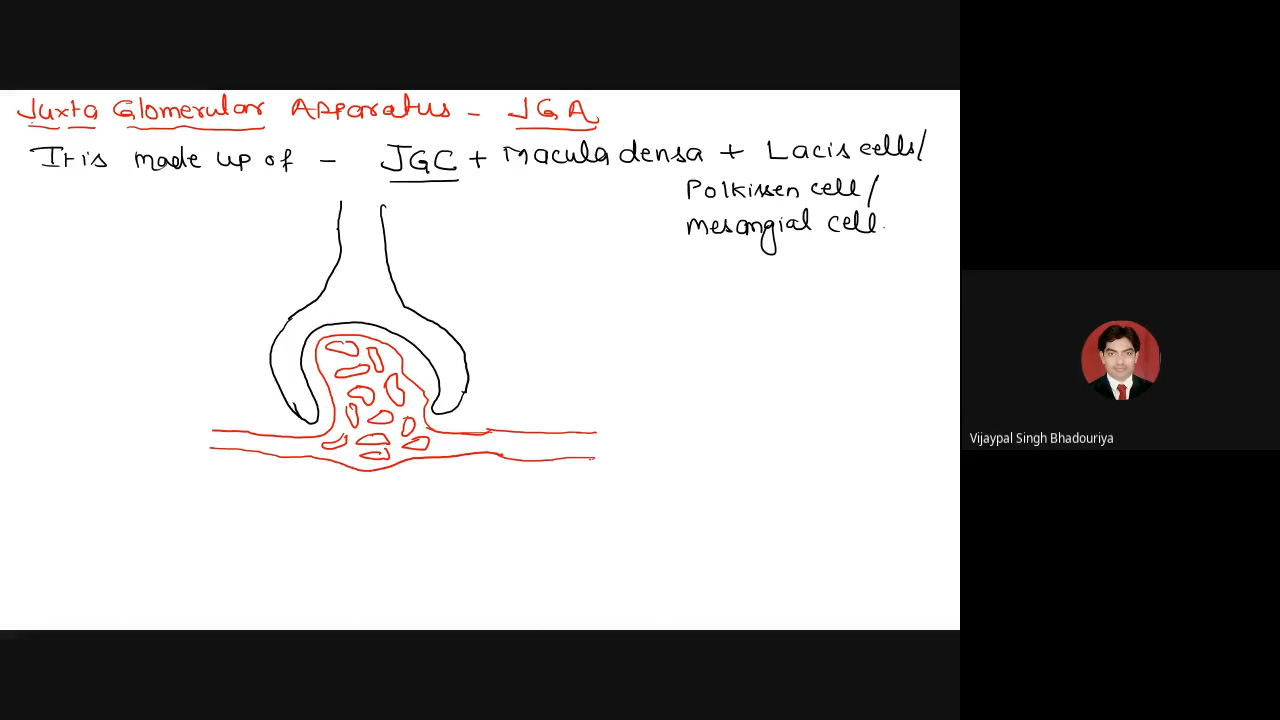 Juxta Glomerular Apparatus - JGA
It is made up of - JGC + Macula densa + Lacis cells/
Polkissen cell/
mesangial cell.
Vijaypal Singh Bhadouriya